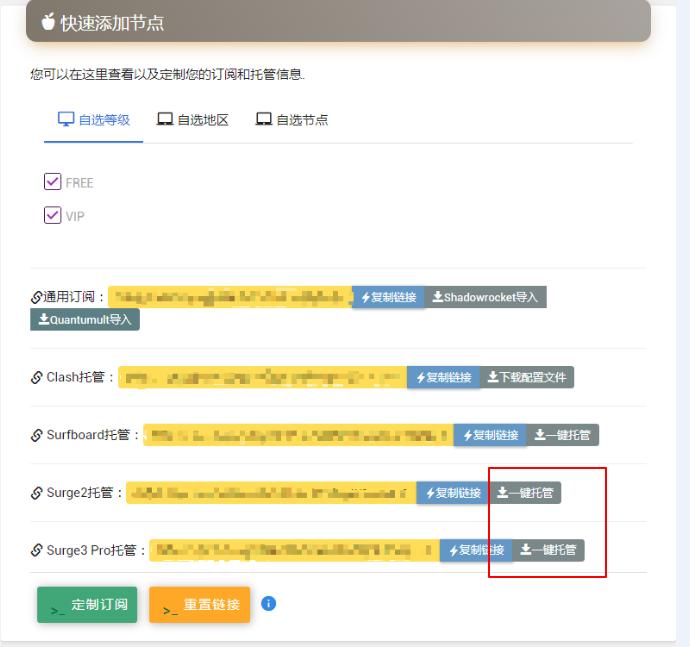 快速添加节点
您可以在这里查看以及定制您的订阅和托管信息.
自选等级 自选地区 自选节点
FREE
VIP
通用订阅： 复制链接 Shadowrocket导入
Quantumult导入
Clash托管： 复制链接 下载配置文件
Surfboard托管： 复制链接 一键托管
Surge2托管： 复制链接 一键托管
Surge3 Pro托管： 复制链接 一键托管
>_ 定制订阅 >_ 重置链接 i